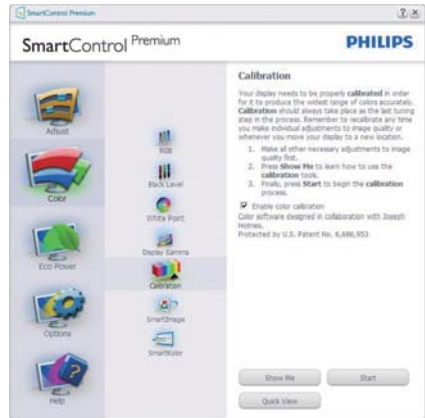 SmartControl Premium
SmartControl Premium
PHILIPS
Adjust
Color
Eco Power
Options
Help
RGB
Black Level
White Point
Display Gamma
Calibration
SmartImage
SmartKolor
Calibration
Your display needs to be properly calibrated in order
for it to produce the widest range of colors accurately.
Calibration should always take place as the last tuning
step in the process. Remember to recalibrate any time
you make individual adjustments to image quality or
whenever you move your display to a new location.
1. Make all other necessary adjustments to image
quality first.
2. Press Show Me to learn how to use the
calibration tools.
3. Finally, press Start to begin the calibration
process.
Enable color calibration
Color software designed in collaboration with Joseph
Holmes.
Protected by U.S. Patent No. 6,686,953
Show Me
Start
Quick View